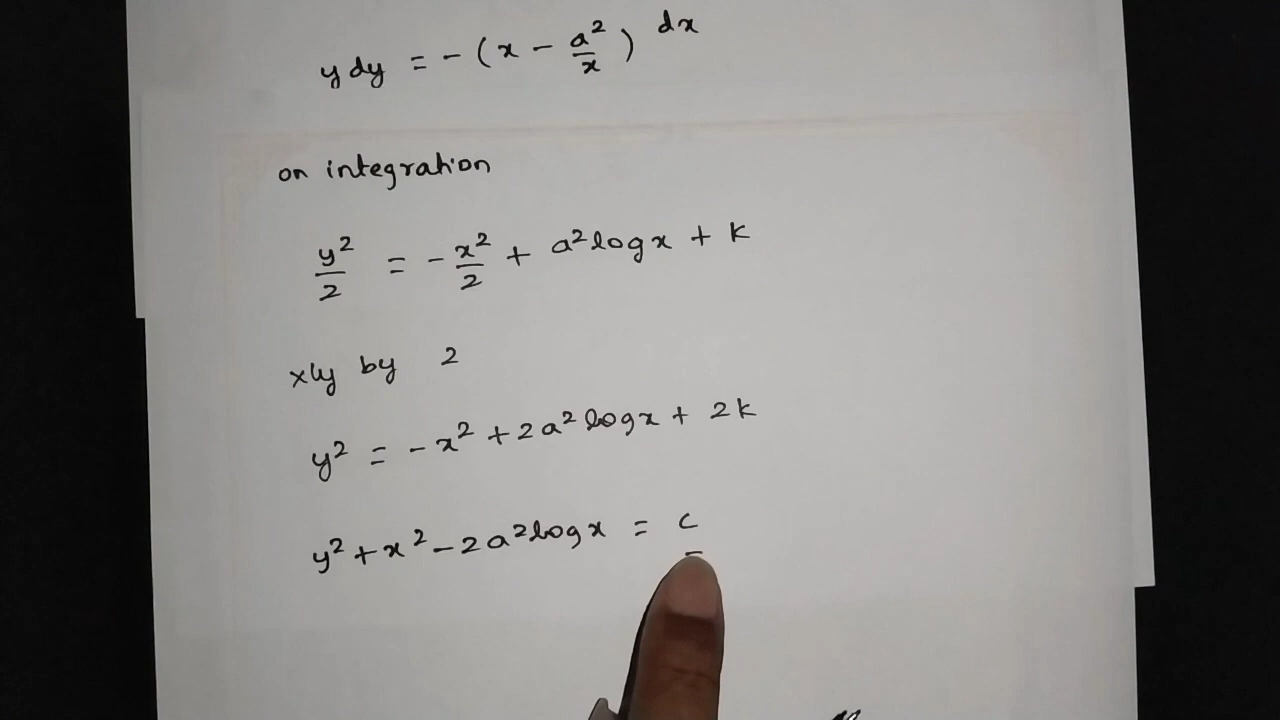 y dy = - (x - a²/x) dx
on integration
y²/2 = - x²/2 + a² log x + k
xly by 2
y² = - x² + 2a² log x + 2k
y² + x² - 2a² log x = c